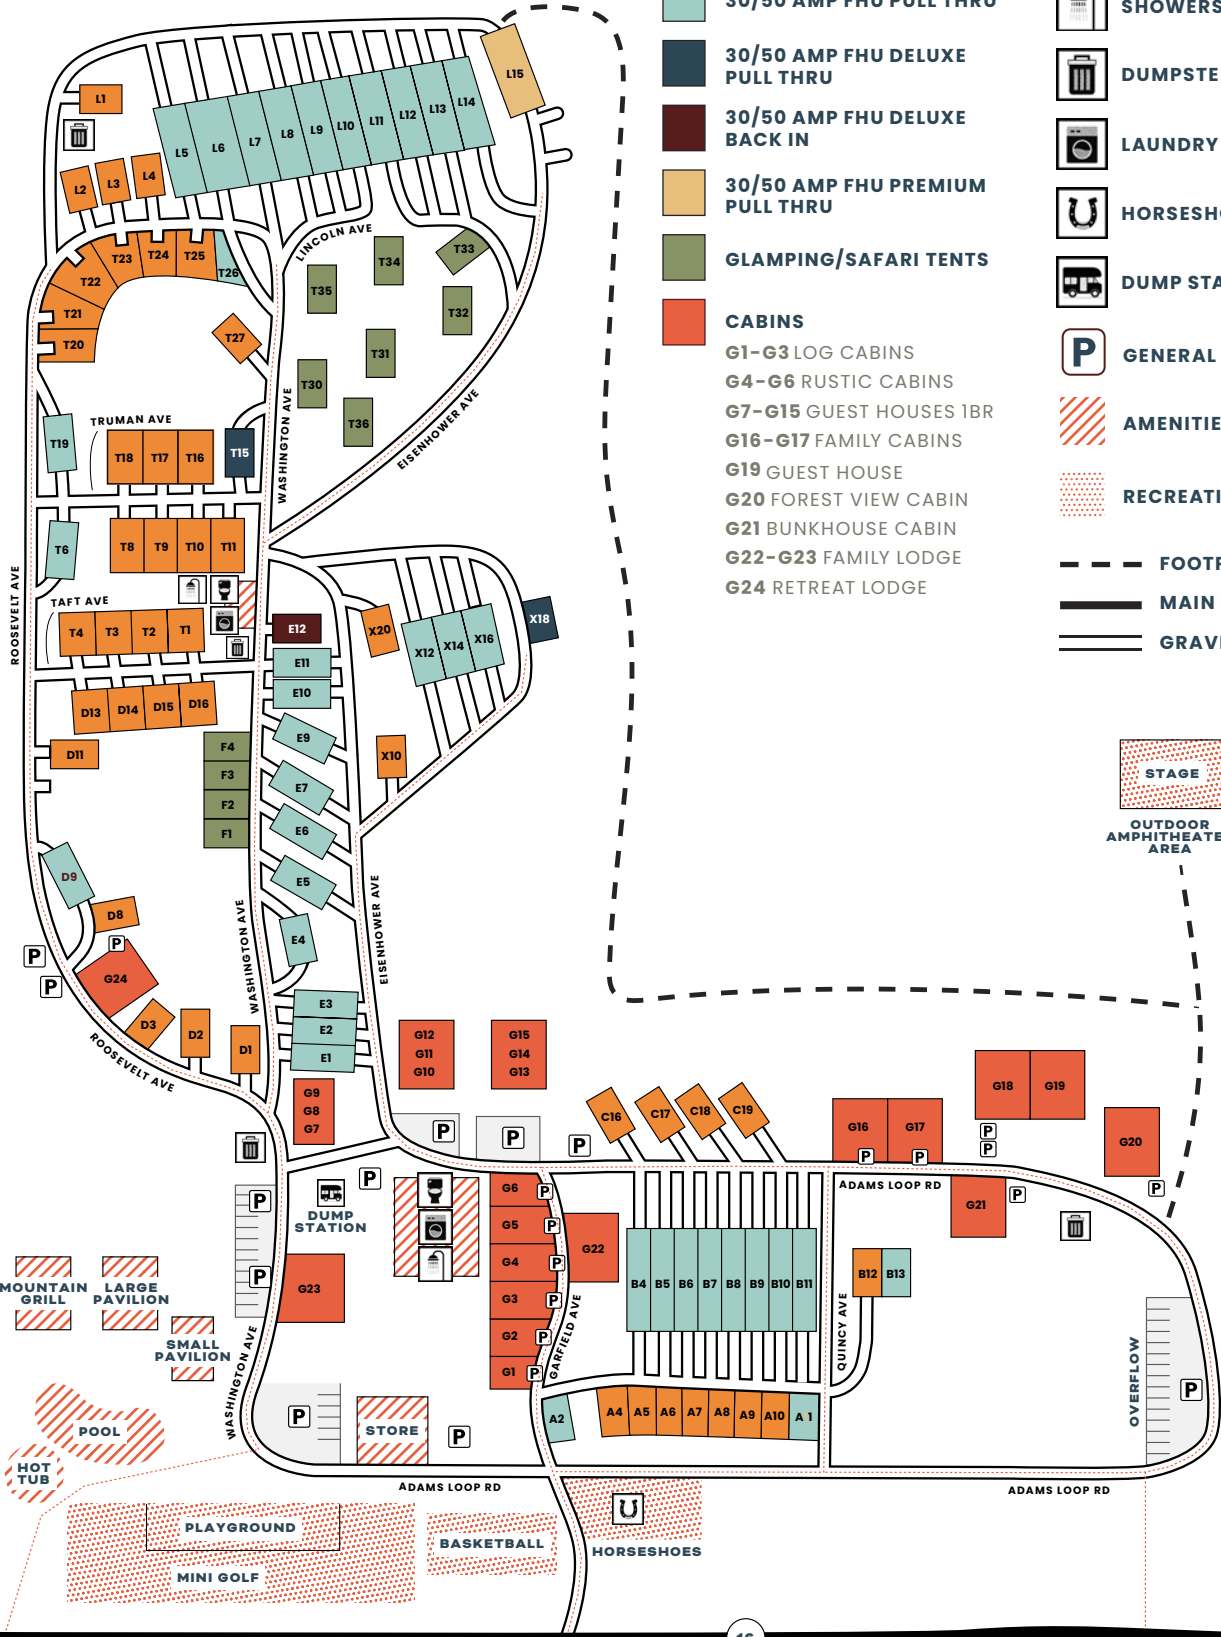 30/50 AMP FHU PULL THRU
30/50 AMP FHU DELUXE
PULL THRU
30/50 AMP FHU DELUXE
BACK IN
30/50 AMP FHU PREMIUM
PULL THRU
GLAMPING/SAFARI TENTS
CABINS
G1-G3 LOG CABINS
G4-G6 RUSTIC CABINS
G7-G15 GUEST HOUSES 1BR
G16-G17 FAMILY CABINS
G19 GUEST HOUSE
G20 FOREST VIEW CABIN
G21 BUNKHOUSE CABIN
G22-G23 FAMILY LODGE
G24 RETREAT LODGE
SHOWERS
DUMPSTE
LAUNDRY
HORSESH
DUMP STA
P GENERAL
AMENITIE
RECREATI
FOOTP
MAIN
GRAV
L1
L2
L3
L4
L5
L6
L7
L8
L9
L10
L11
L12
L13
L14
L15
LINCOLN AVE
T22
T23
T24
T25
T26
T21
T20
T27
T33
T34
T35
T32
T31
T30
T36
TRUMAN AVE
WASHINGTON AVE
EISENHOWER AVE
T19
T18
T17
T16
T15
T6
T8
T9
T10
T11
ROOSEVELT AVE
TAFT AVE
T4
T3
T2
T1
E12
E11
E10
X20
X12
X14
X16
X18
D13
D14
D15
D16
D11
F4
F3
F2
F1
E9
E7
E6
E5
E4
X10
D9
D8
P
P
P
G24
WASHINGTON AVE
EISENHOWER AVE
D3
D2
D1
ROOSEVELT AVE
E3
E2
E1
G9
G8
G7
G12
G11
G10
G15
G14
G13
P
P
P
P
C16
C17
C18
C19
G16
G17
P
P
G18
G19
P
P
G20
P
STAGE
OUTDOOR
AMPHITHEATE
AREA
ADAMS LOOP RD
G21
P
DUMP
STATION
P
P
G23
G6
G5
G4
G3
G2
G1
P
P
P
P
P
P
G22
GARFIELD AVE
B4
B5
B6
B7
B8
B9
B10
B11
B12
B13
QUINCY AVE
OVERFLOW
P
MOUNTAIN
GRILL
LARGE
PAVILION
SMALL
PAVILION
WASHINGTON AVE
POOL
HOT
TUB
P
STORE
P
A2
A4
A5
A6
A7
A8
A9
A10
A 1
ADAMS LOOP RD
ADAMS LOOP RD
PLAYGROUND
MINI GOLF
BASKETBALL
HORSESHOES